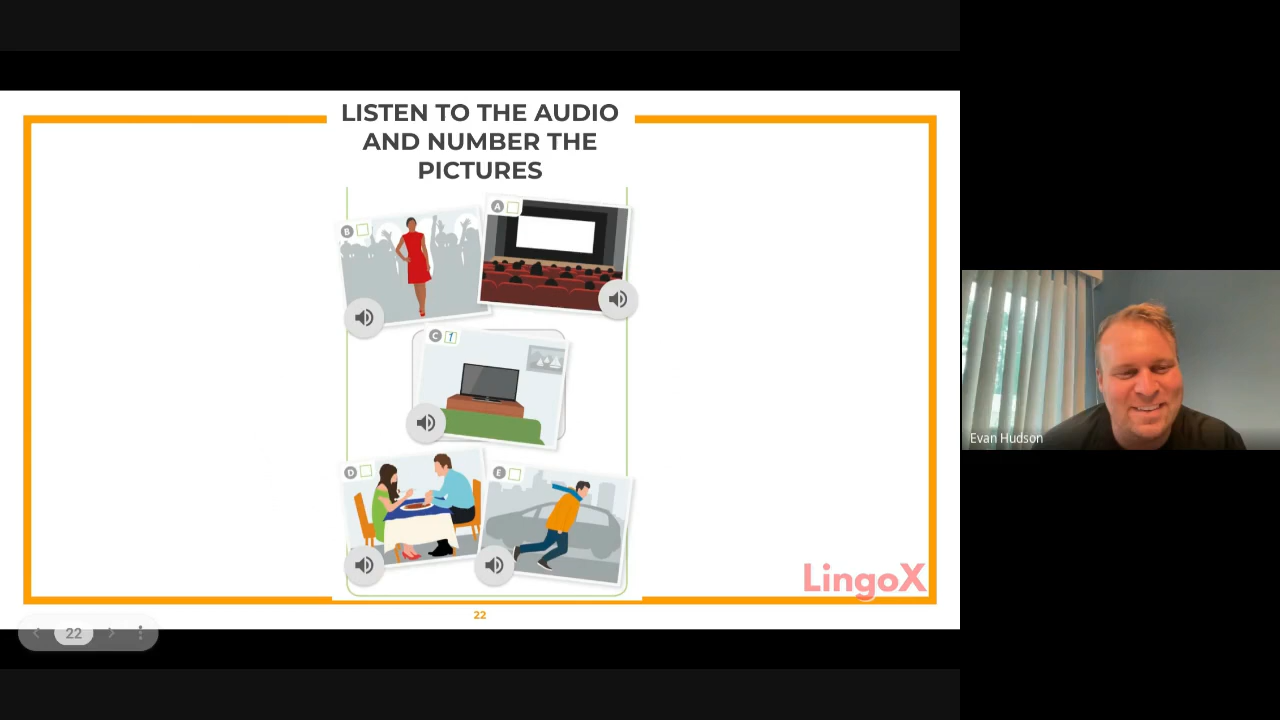 LISTEN TO THE AUDIO
AND NUMBER THE
PICTURES
B
A
C 1
D
E
LingoX
22
22
Evan Hudson